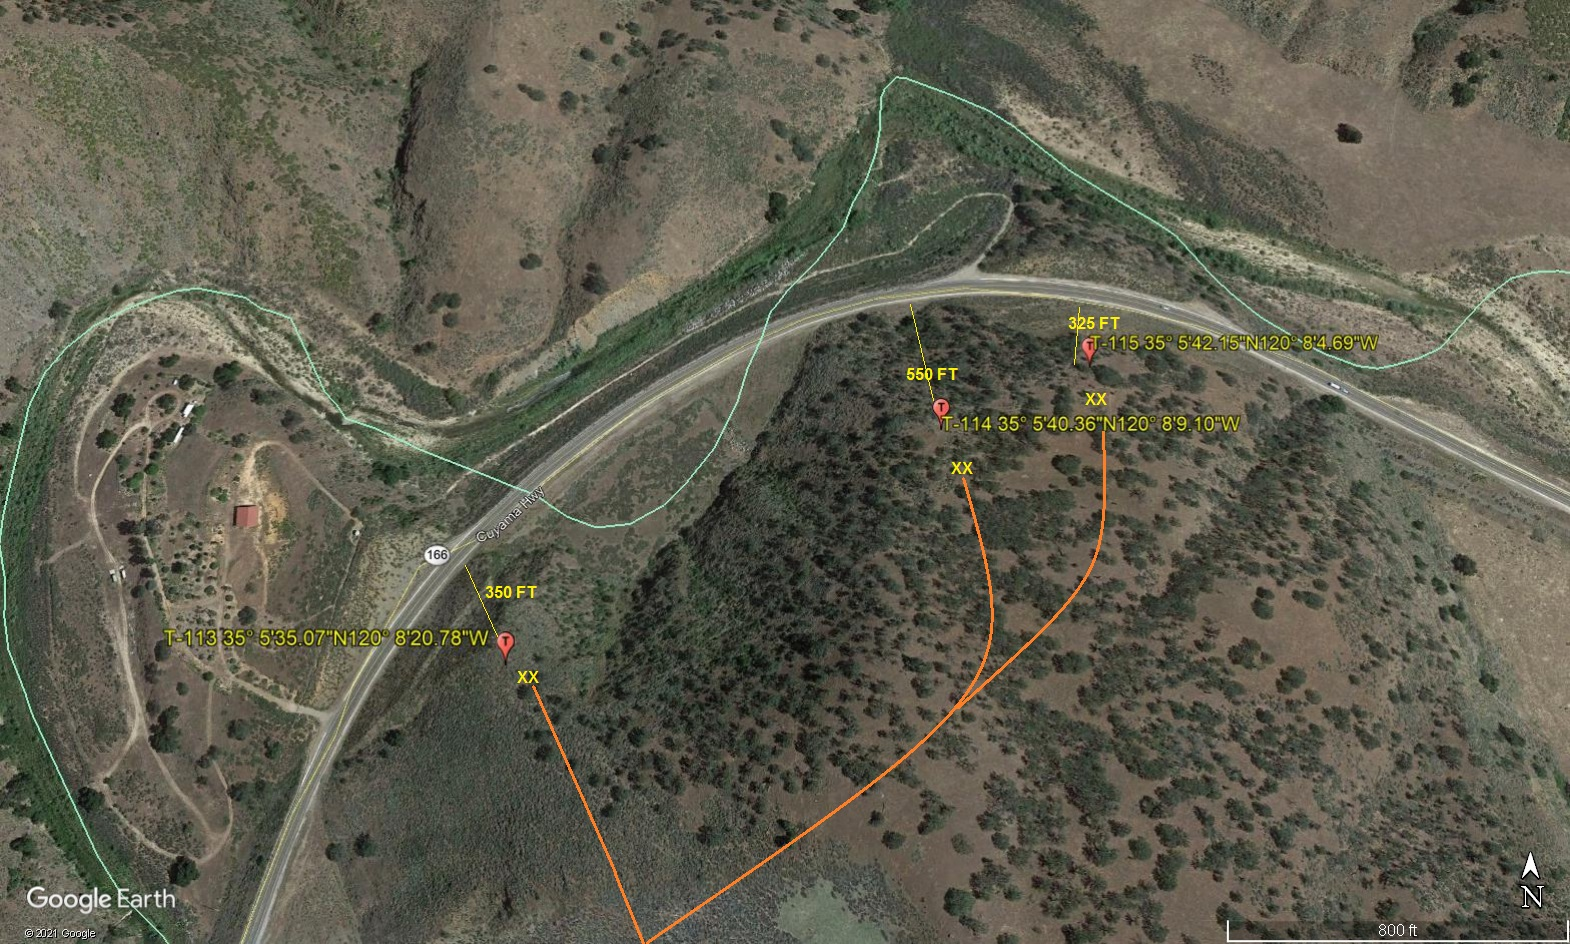 325 FT
T-115 35° 5'42.15"N120° 8'4.69"W
550 FT
XX
T-114 35° 5'40.36"N120° 8'9.10"W
XX
Cuyama Hwy
166
350 FT
T-113 35° 5'35.07"N120° 8'20.78"W
XX
Google Earth
© 2021 Google
N
800 ft
T
T
T